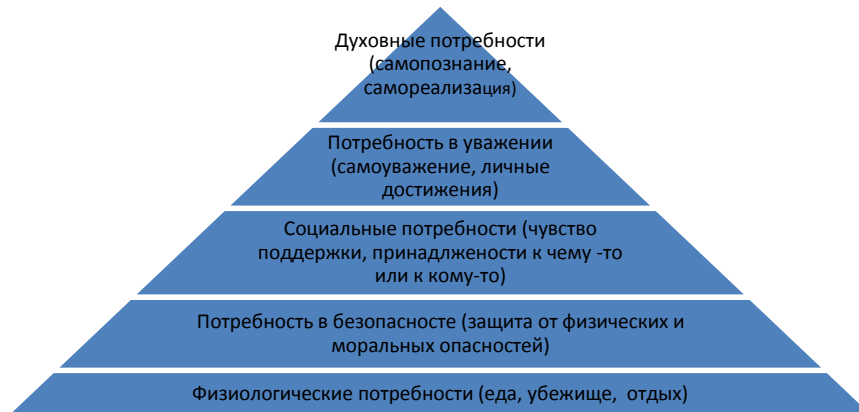 Духовные потребности
(самопознание,
самореализация)
Потребность в уважении
(самоуважение, личные
достижения)
Социальные потребности (чувство
поддержки, принадлжености к чему -то
или к кому-то)
Потребность в безопасносте (защита от физических и
моральных опасностей)
Физиологические потребности (еда, убежище,  отдых)